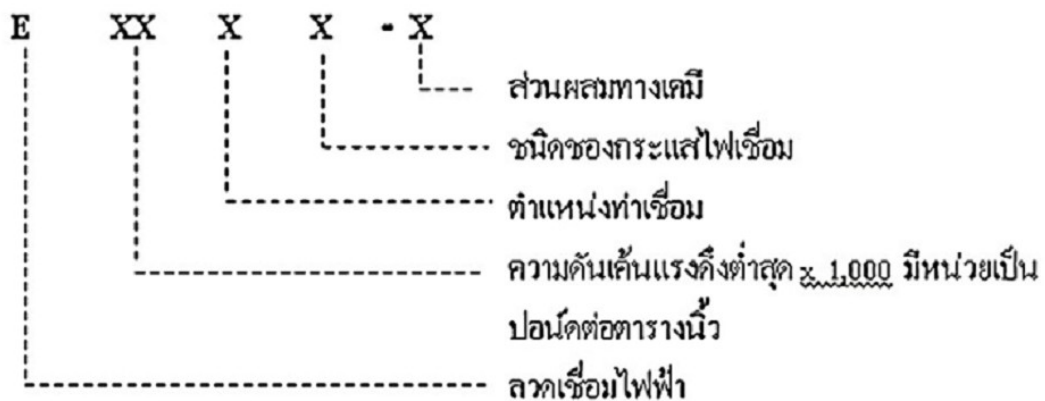 E XX X X - X
ส่วนผสมทางเคมี
ชนิดของกระแสไฟเชื่อม
ตำแหน่งท่าเชื่อม
ความดันเค้นแรงดึงต่ำสุด x 1,000 มีหน่วยเป็น
ปอนด์ต่อตารางนิ้ว
ลวดเชื่อมไฟฟ้า